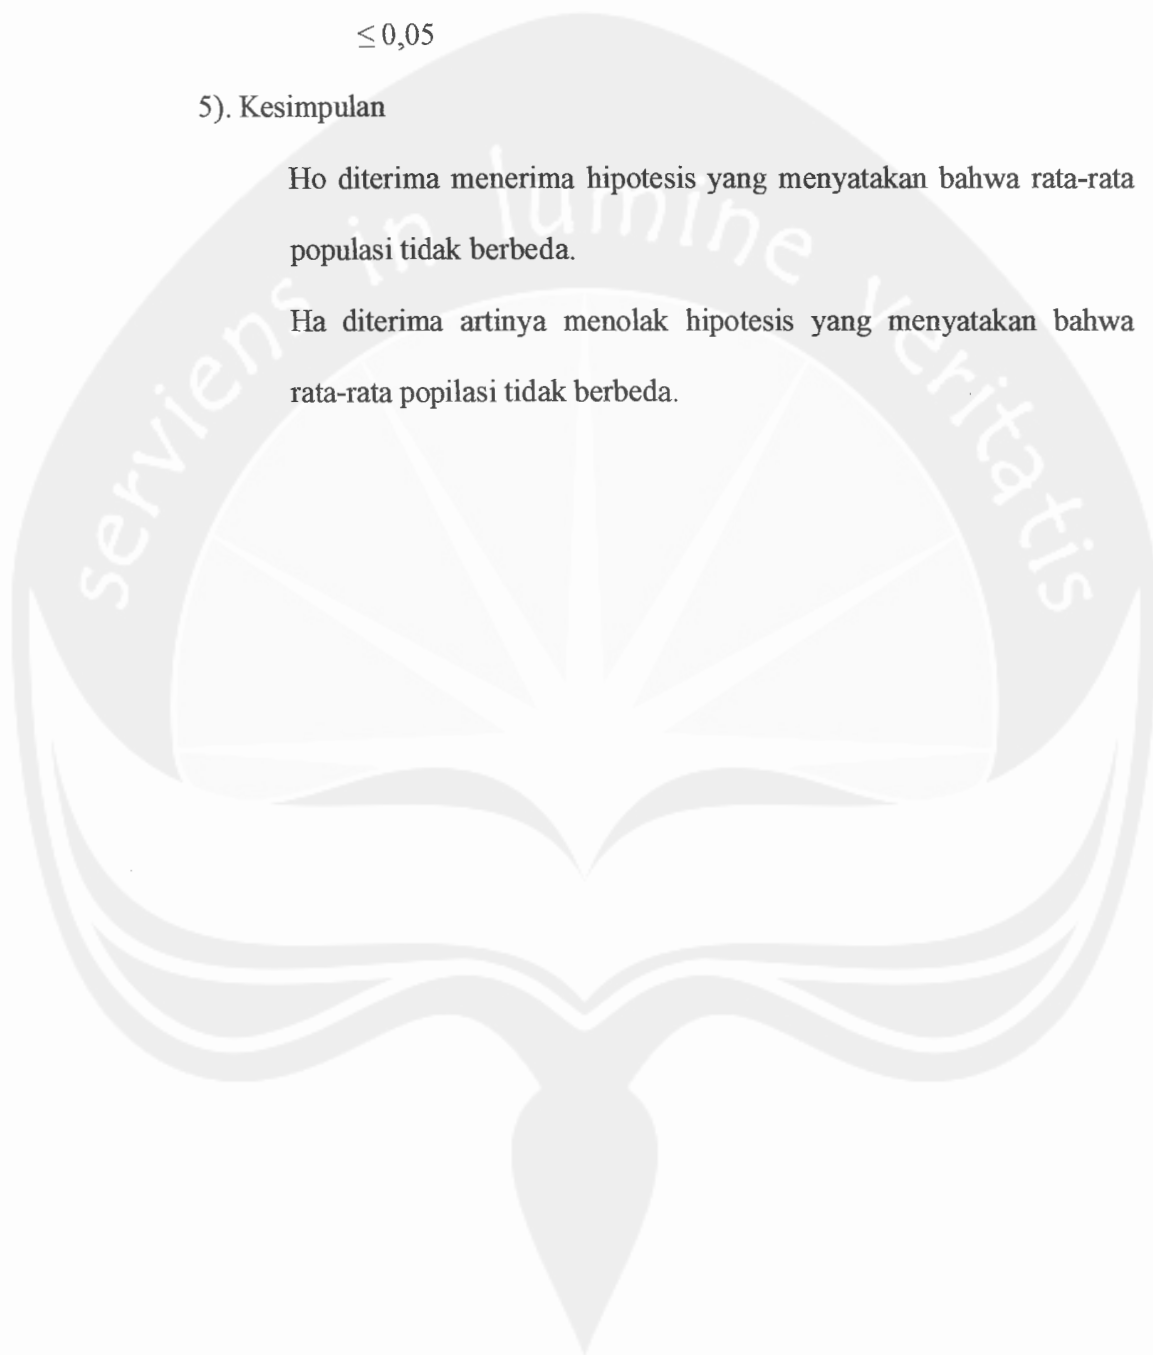 ≤ 0,05
5). Kesimpulan
Ho diterima menerima hipotesis yang menyatakan bahwa rata-rata
populasi tidak berbeda.
Ha diterima artinya menolak hipotesis yang menyatakan bahwa
rata-rata popilasi tidak berbeda.
serviens in lumine veritatis